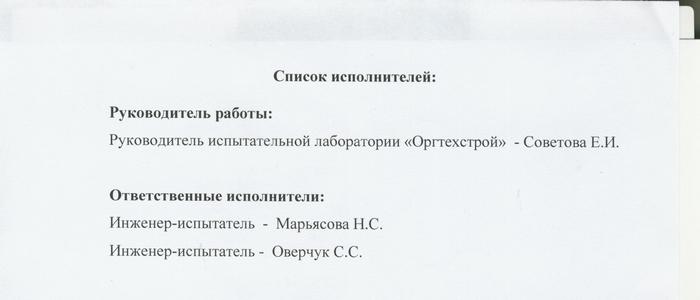 Список исполнителей:
Руководитель работы:
Руководитель испытательной лаборатории «Оргтехстрой» - Советова Е.И.
Ответственные исполнители:
Инженер-испытатель - Марьясова Н.С.
Инженер-испытатель - Оверчук С.С.